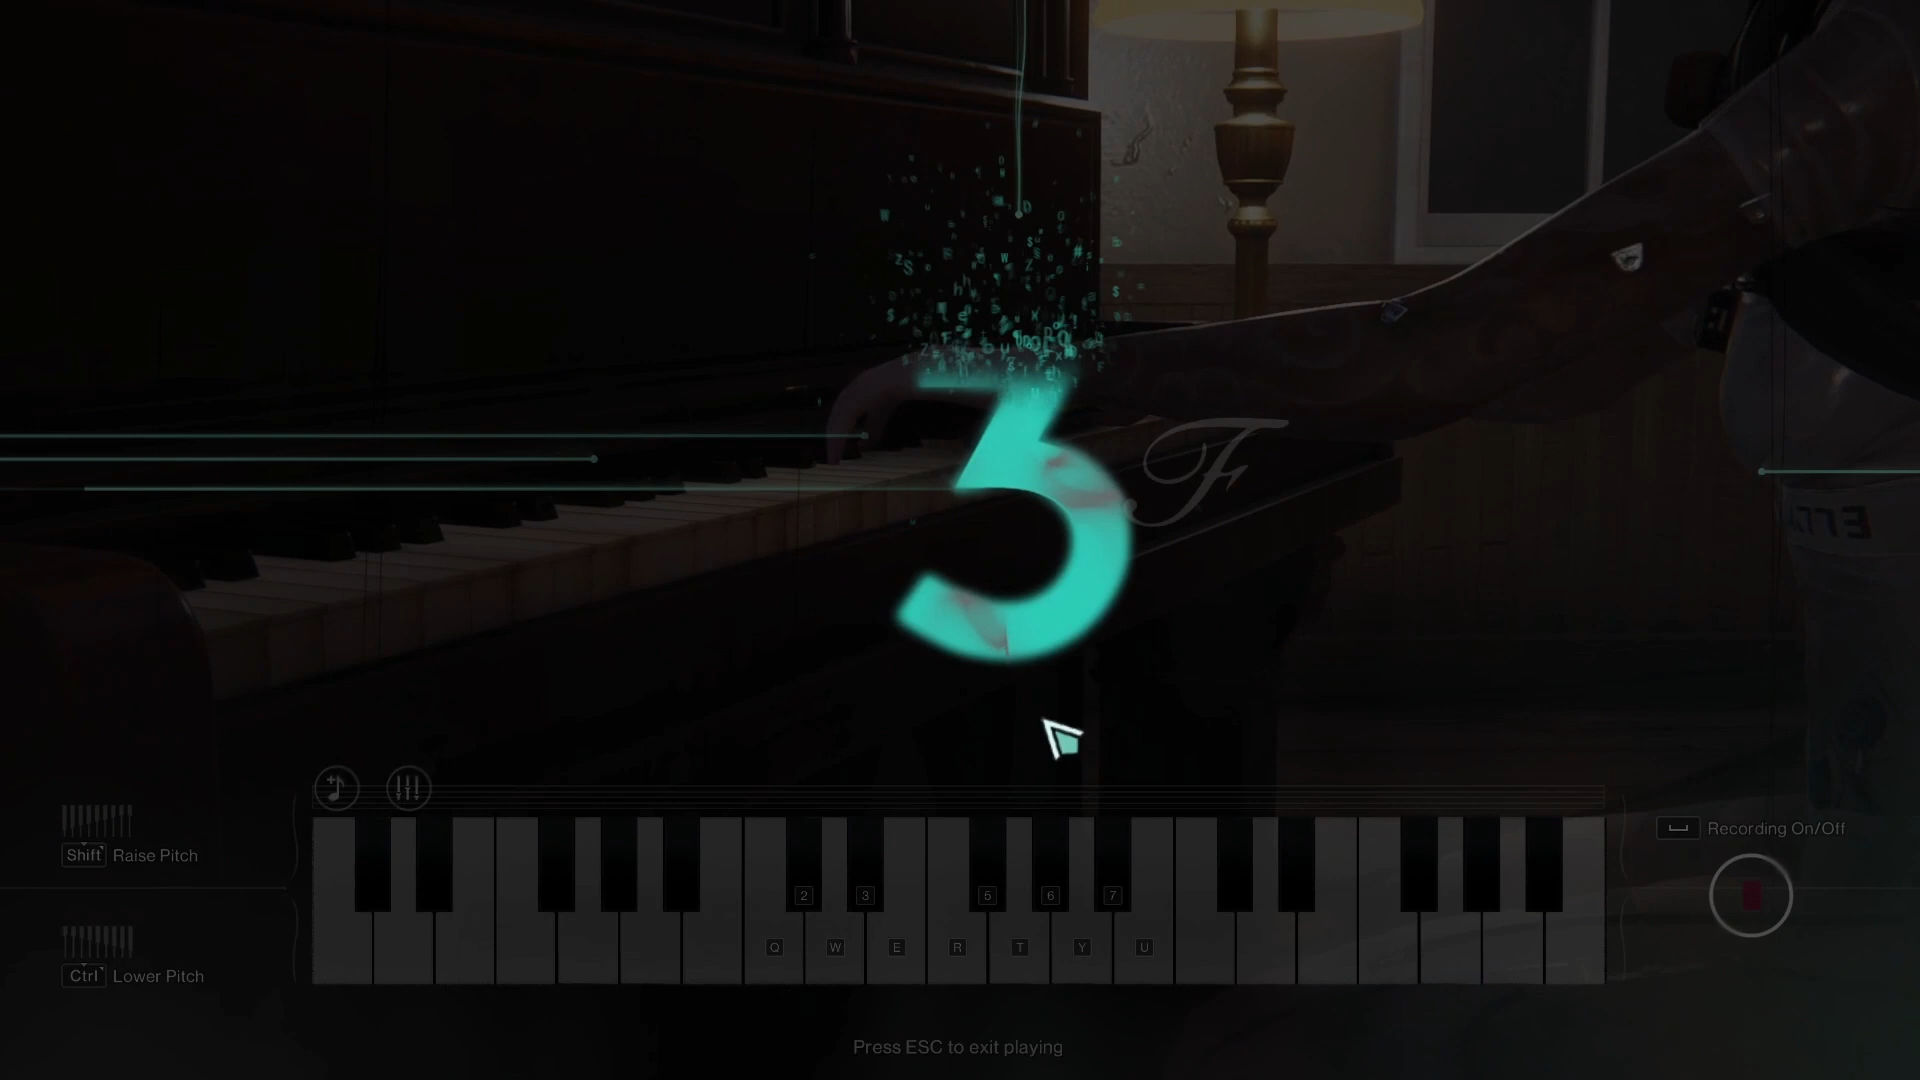 3
F
Shift Raise Pitch
Ctrl Lower Pitch
2 3 5 6 7
Q W E R T Y U
Recording On/Off
Press ESC to exit playing